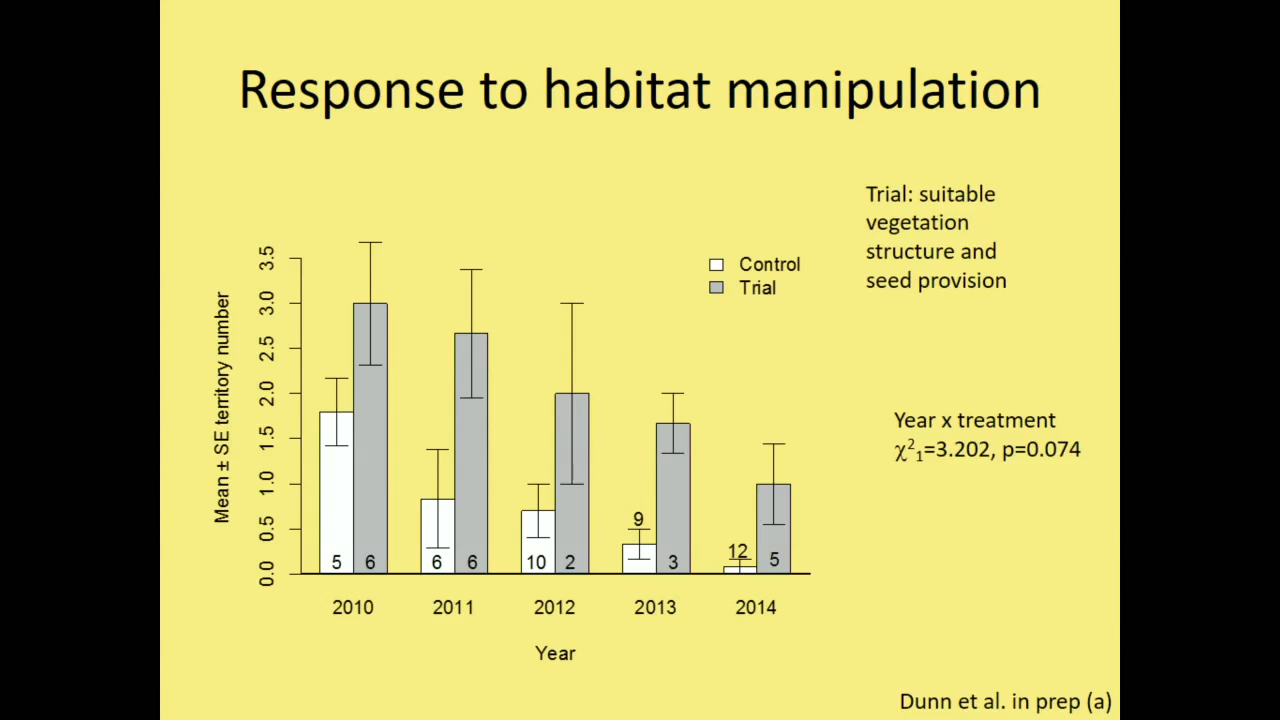 Response to habitat manipulation
Trial: suitable
vegetation
structure and
seed provision
Control
Trial
Mean ± SE territory number
3.5
3.0
2.5
2.0
1.5
1.0
0.5
0.0
5 6 6 6 10 2 9 3 12 5
2010 2011 2012 2013 2014
Year
Year x treatment
χ²₁=3.202, p=0.074
Dunn et al. in prep (a)